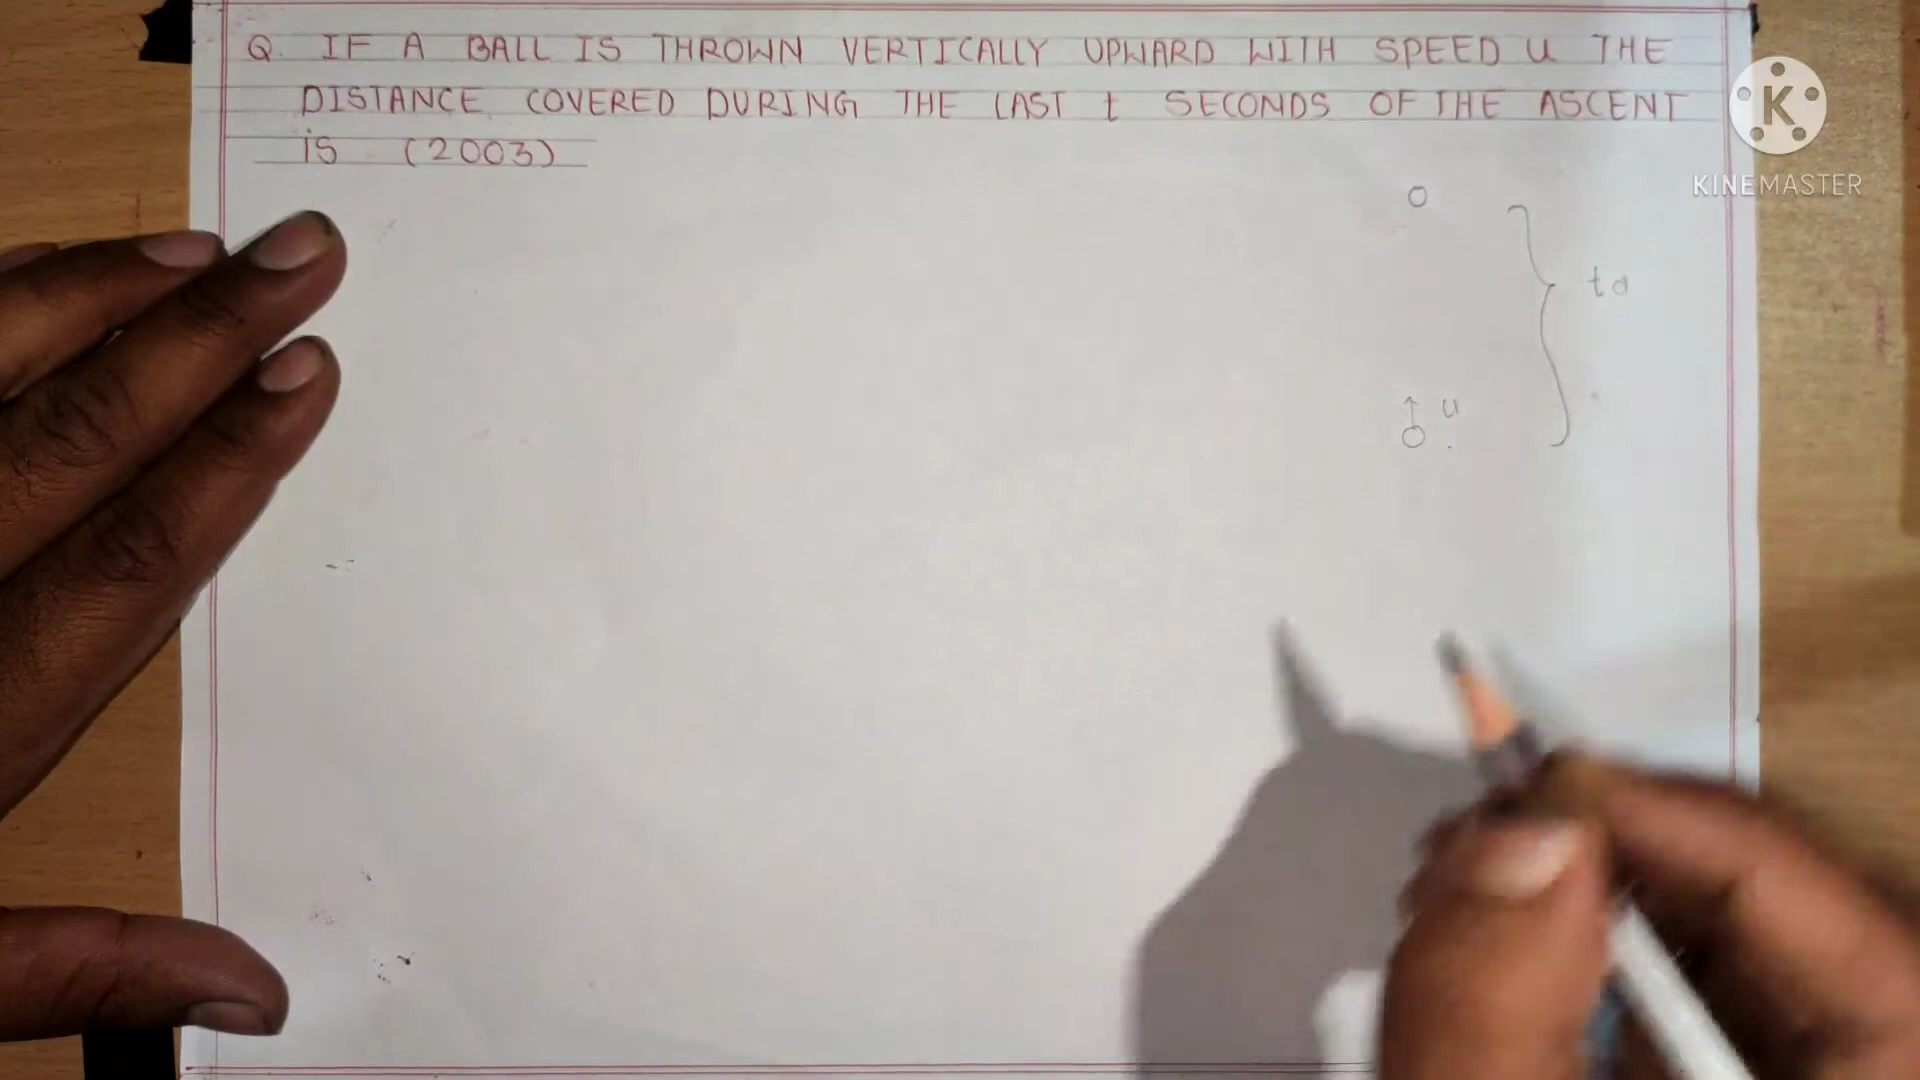 Q. IF A BALL IS THROWN VERTICALLY UPWARD WITH SPEED u THE
DISTANCE COVERED DURING THE LAST t SECONDS OF THE ASCENT
is (2003)
K
KINEMASTER
ta
u